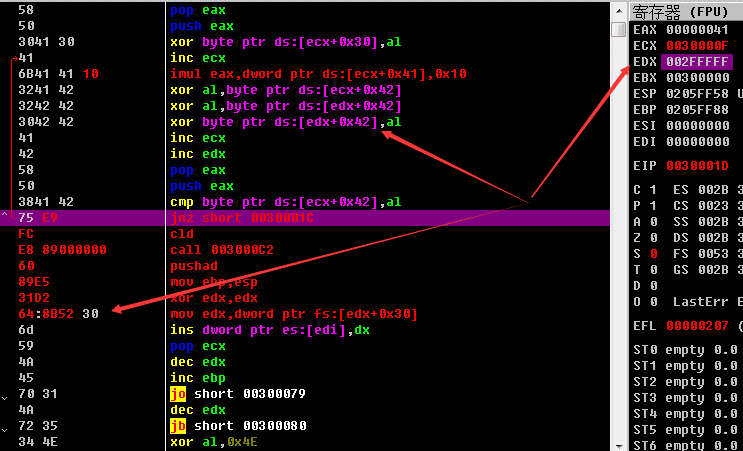 58 pop eax
50 push eax
3041 30 xor byte ptr ds:[ecx+0x30],al
41 inc ecx
6B41 41 10 imul eax,dword ptr ds:[ecx+0x41],0x10
3241 42 xor al,byte ptr ds:[ecx+0x42]
3242 42 xor al,byte ptr ds:[edx+0x42]
3042 42 xor byte ptr ds:[edx+0x42],al
41 inc ecx
42 inc edx
58 pop eax
50 push eax
3841 42 cmp byte ptr ds:[ecx+0x42],al
75 E9 jnz short 0030001C
FC cld
E8 89000000 call 003000C2
60 pushad
89E5 mov ebp,esp
31D2 xor edx,edx
64:8B52 30 mov edx,dword ptr fs:[edx+0x30]
6d ins dword ptr es:[edi],dx
59 pop ecx
4A dec edx
45 inc ebp
70 31 jo short 00300079
4A dec edx
72 35 jb short 00300080
34 4E xor al,0x4E
寄存器 (FPU)
EAX 00000041
ECX 0030000F
EDX 002FFFFF
EBX 00300000
ESP 0205FF58 U
EBP 0205FF88
ESI 00000000
EDI 00000000
EIP 0030001D
C 1 ES 002B 3
P 1 CS 0023 3
A 0 SS 002B 3
Z 0 DS 002B 3
S 0 FS 0053 3
T 0 GS 002B 3
D 0
O 0 LastErr E
EFL 00000207 (
ST0 empty 0.0
ST1 empty 0.0
ST2 empty 0.0
ST3 empty 0.0
ST4 empty 0.0
ST5 empty 0.0
ST6 empty 0.0